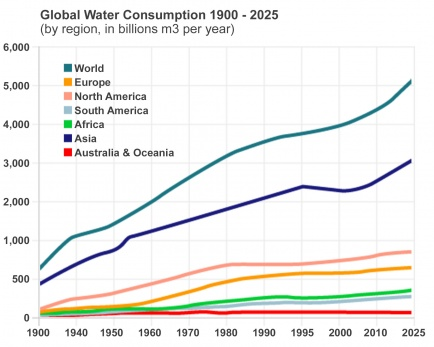 Global Water Consumption 1900 - 2025
(by region, in billions m3 per year)
6,000
5,000
4,000
3,000
2,000
1,000
500
0
World
Europe
North America
South America
Africa
Asia
Australia & Oceania
1900 1940 1950 1960 1970 1980 1990 1995 2000 2010 2025